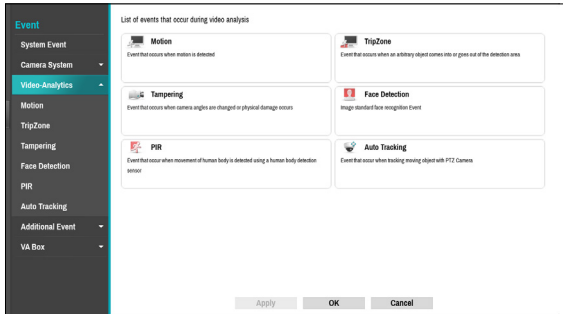 Event
System Event
Camera System
Video-Analytics
Motion
TripZone
Tampering
Face Detection
PIR
Auto Tracking
Additional Event
VA Box
List of events that occur during video analysis
Motion
Event that occurs when motion is detected
TripZone
Event that occurs when an arbitrary object comes into or goes out of the detection area
Tampering
Event that occurs when camera angles are changed or physical damage occurs
Face Detection
Image standard face recognition Event
PIR
Event that occur when movement of human body is detected using a human body detection
sensor
Auto Tracking
Event that occur when tracking moving object with PTZ Camera
Apply
OK
Cancel